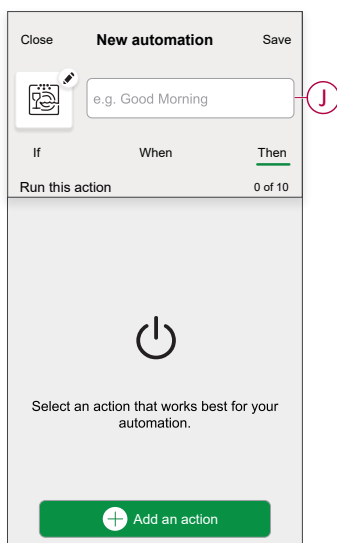 Close New automation Save
e.g. Good Morning
J
If When Then
Run this action 0 of 10
Select an action that works best for your
automation.
Add an action